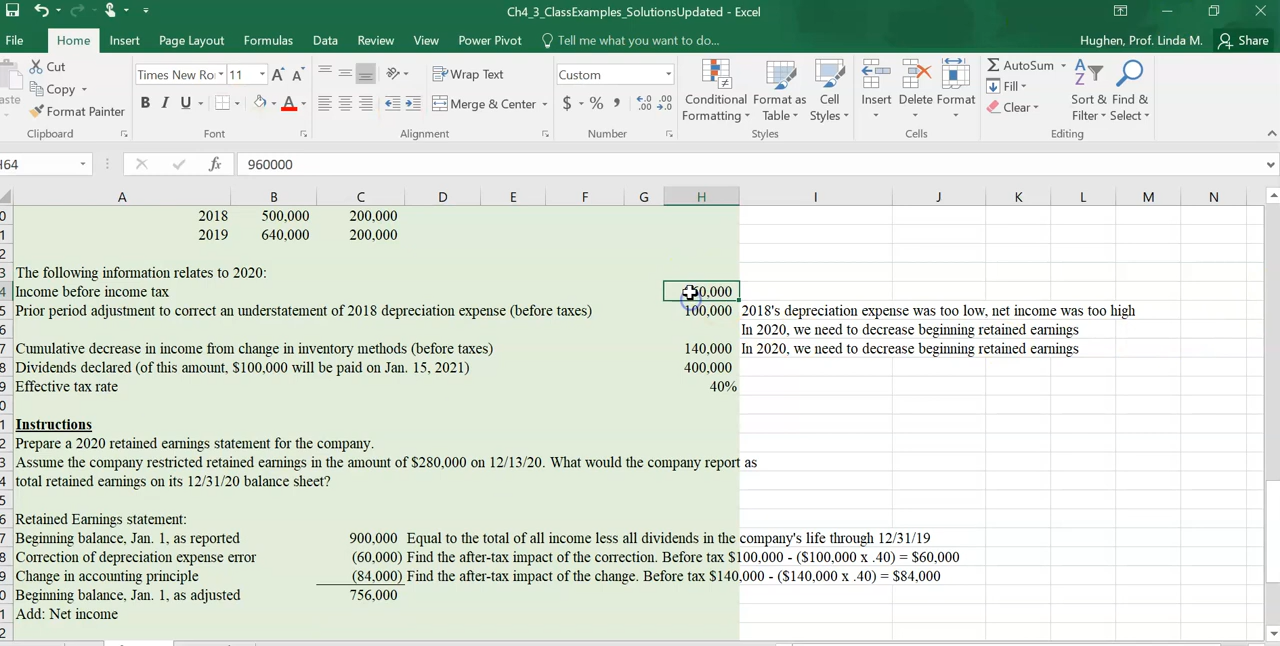 Ch4_3_ClassExamples_SolutionsUpdated - Excel
File Home Insert Page Layout Formulas Data Review View Power Pivot Tell me what you want to do... Hughen, Prof. Linda M. Share
Cut
Copy
Format Painter
Clipboard
Times New Ro 11 A A
B I U A
Font
Wrap Text
Merge & Center
Alignment
Custom
$ % ,
Number
Conditional Formatting
Format as Table
Cell Styles
Styles
Insert Delete Format
Cells
AutoSum
Fill
Clear
Sort & Filter
Find & Select
Editing
H64 fx 960000
A B C D E F G H I J K L M N
2018 500,000 200,000
2019 640,000 200,000
The following information relates to 2020:
Income before income tax
Prior period adjustment to correct an understatement of 2018 depreciation expense (before taxes) 100,000 2018's depreciation expense was too low, net income was too high
In 2020, we need to decrease beginning retained earnings
Cumulative decrease in income from change in inventory methods (before taxes) 140,000 In 2020, we need to decrease beginning retained earnings
Dividends declared (of this amount, $100,000 will be paid on Jan. 15, 2021) 400,000
Effective tax rate 40%
Instructions
Prepare a 2020 retained earnings statement for the company.
Assume the company restricted retained earnings in the amount of $280,000 on 12/13/20. What would the company report as
total retained earnings on its 12/31/20 balance sheet?
Retained Earnings statement:
Beginning balance, Jan. 1, as reported 900,000 Equal to the total of all income less all dividends in the company's life through 12/31/19
Correction of depreciation expense error (60,000) Find the after-tax impact of the correction. Before tax $100,000 - ($100,000 x .40) = $60,000
Change in accounting principle (84,000) Find the after-tax impact of the change. Before tax $140,000 - ($140,000 x .40) = $84,000
Beginning balance, Jan. 1, as adjusted 756,000
Add: Net income